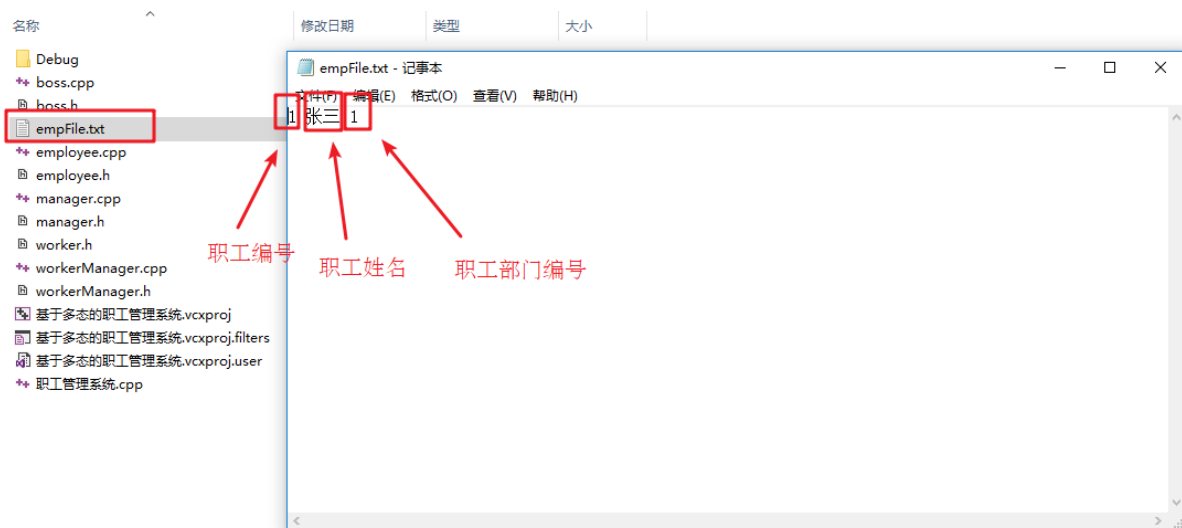 名称 修改日期 类型 大小
Debug
boss.cpp
boss.h
empFile.txt
employee.cpp
employee.h
manager.cpp
manager.h
worker.h
workerManager.cpp
workerManager.h
基于多态的职工管理系统.vcxproj
基于多态的职工管理系统.vcxproj.filters
基于多态的职工管理系统.vcxproj.user
职工管理系统.cpp
empFile.txt - 记事本
文件(F) 编辑(E) 格式(O) 查看(V) 帮助(H)
1 张三 1
职工编号
职工姓名
职工部门编号